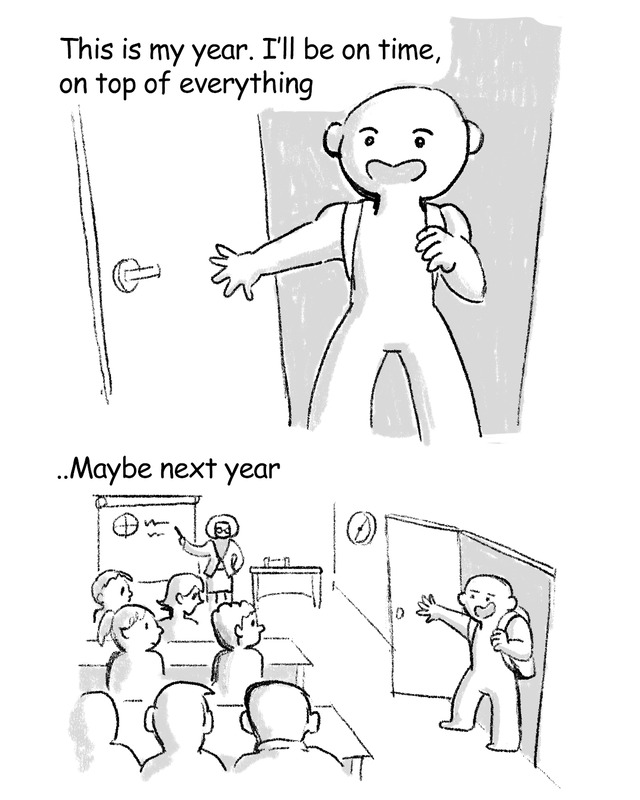 This is my year. I'll be on time,
on top of everything
..Maybe next year